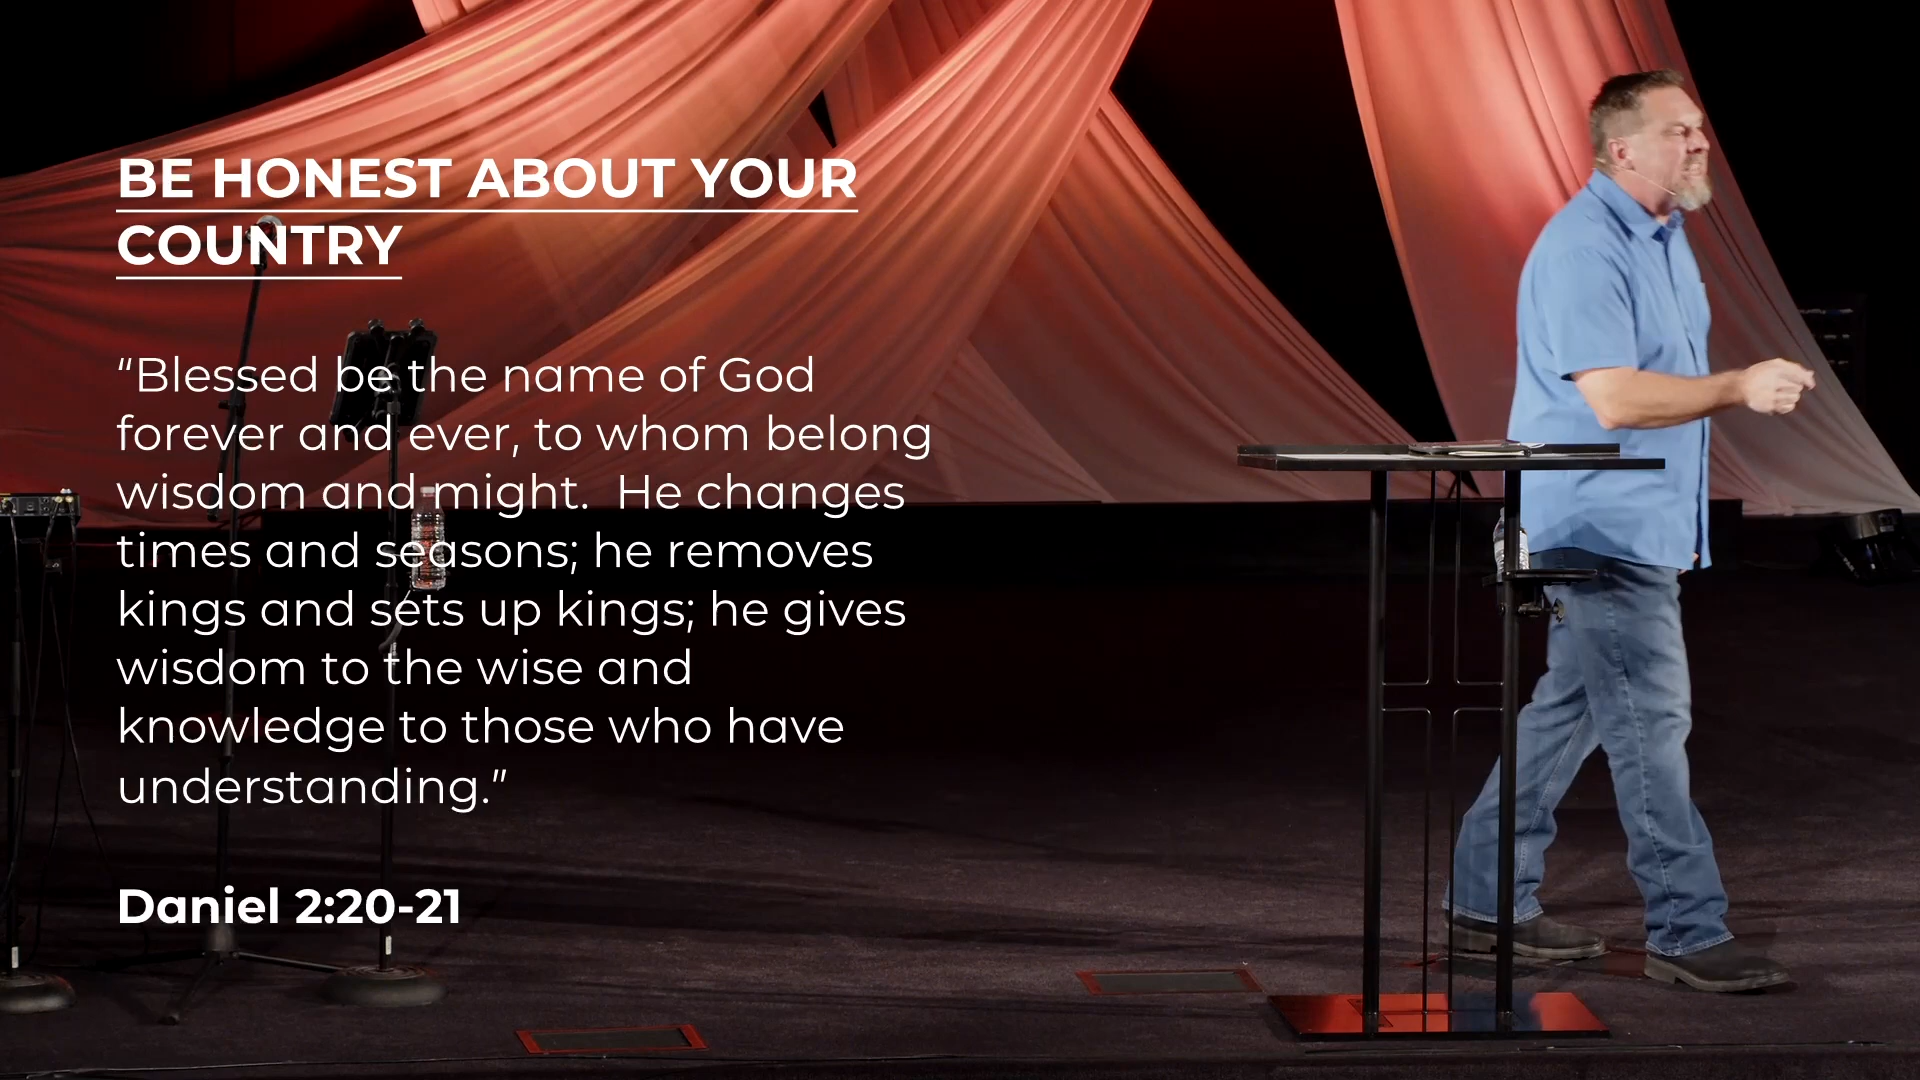 BE HONEST ABOUT YOUR
COUNTRY
“Blessed be the name of God
forever and ever, to whom belong
wisdom and might.  He changes
times and seasons; he removes
kings and sets up kings; he gives
wisdom to the wise and
knowledge to those who have
understanding.”
Daniel 2:20-21